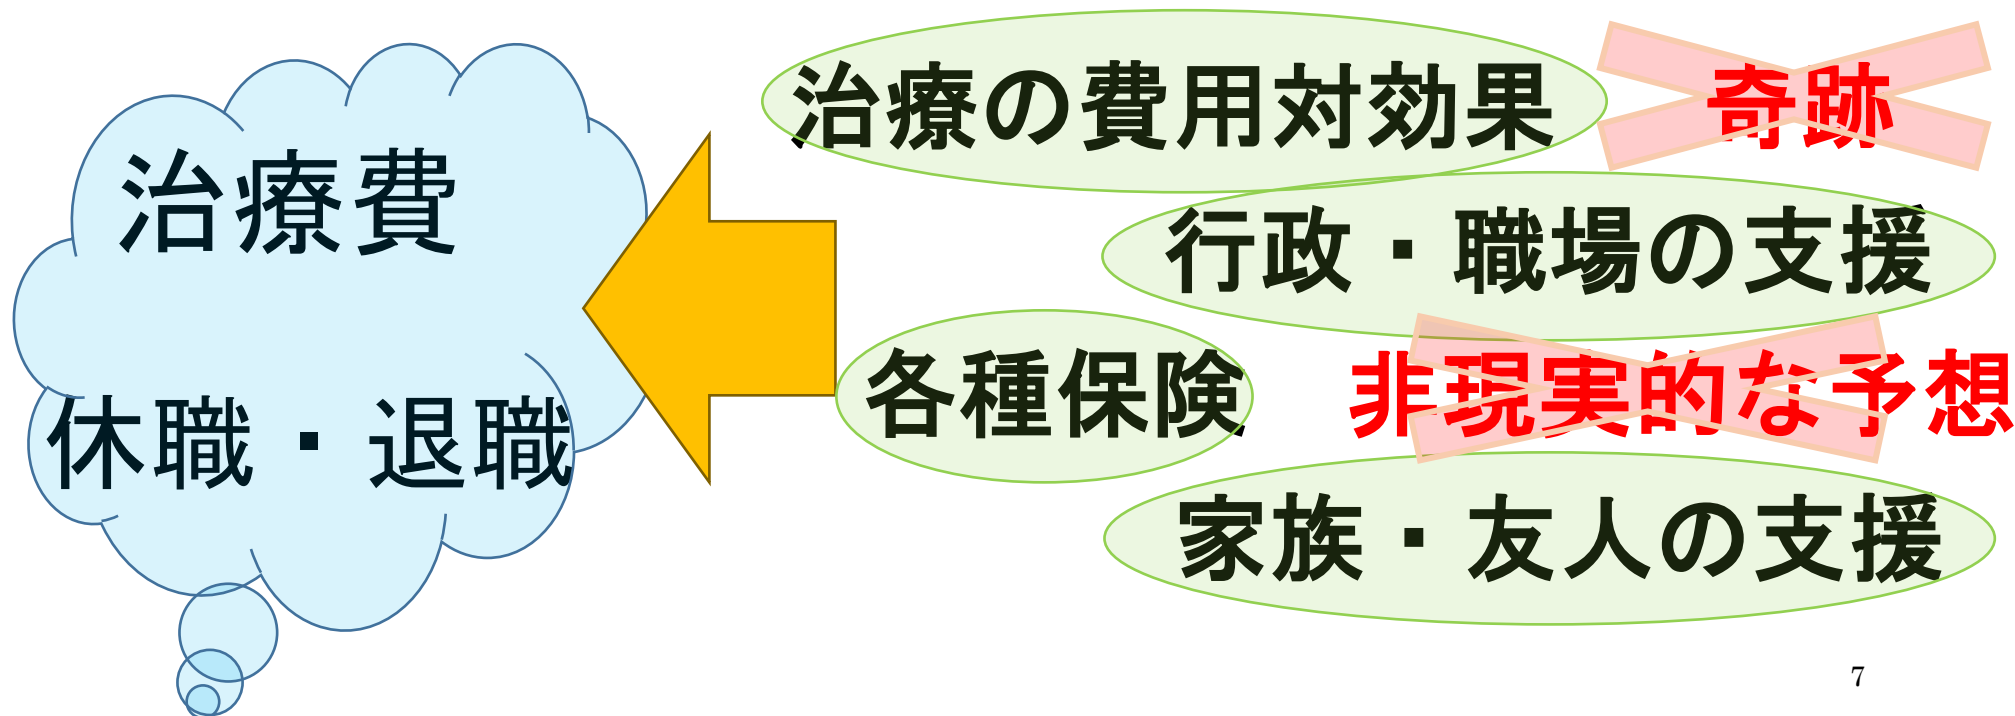 治療費
休職・退職
治療の費用対効果
奇跡
行政・職場の支援
各種保険
非現実的な予想
家族・友人の支援
7